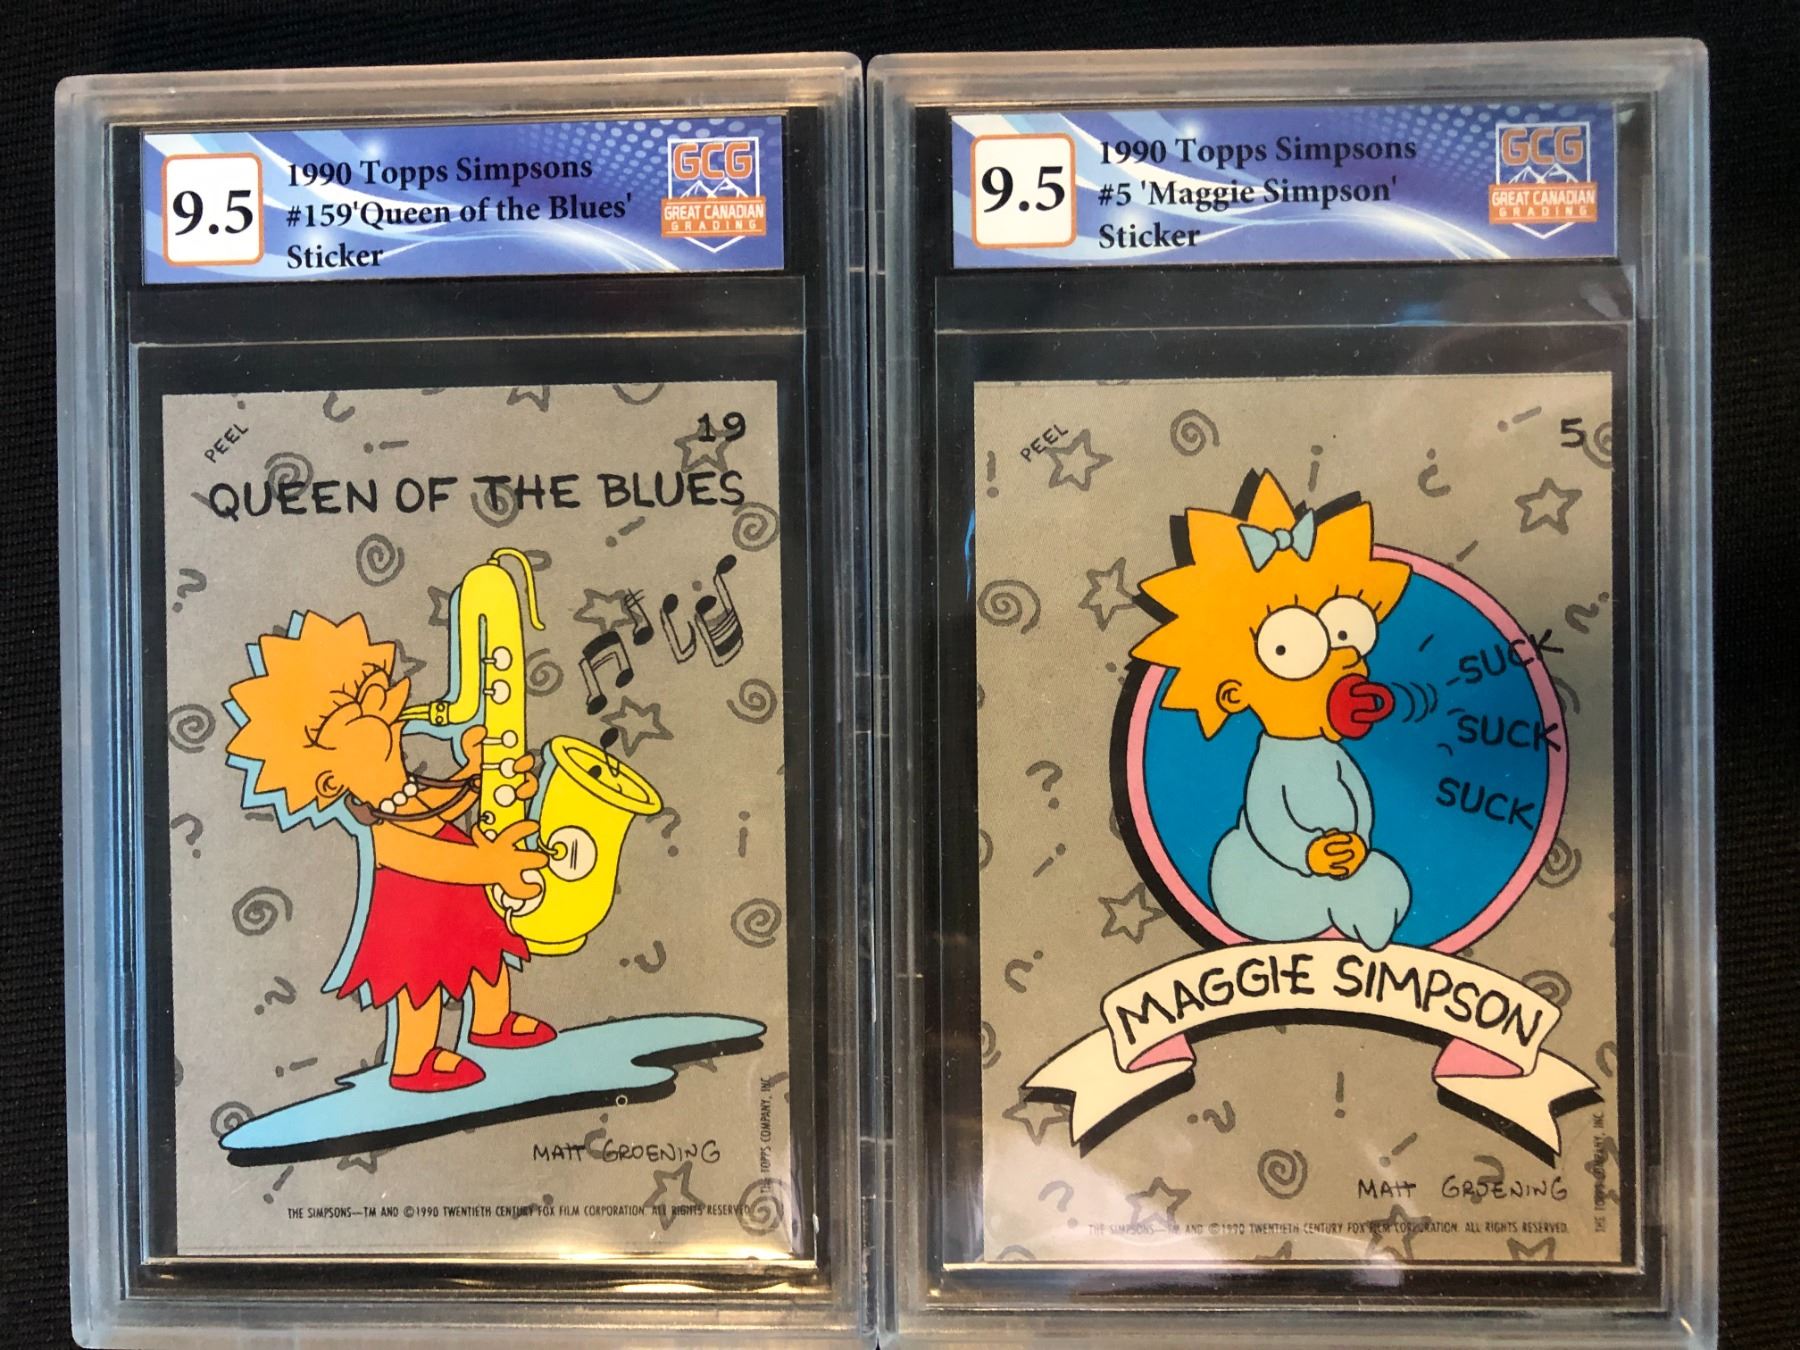 9.5
1990 Topps Simpsons
#159'Queen of the Blues'
Sticker
GCG
GREAT CANADIAN
GRADING
9.5
1990 Topps Simpsons
#5 'Maggie Simpson'
Sticker
GCG
GREAT CANADIAN
GRADING
PEEL
19
QUEEN OF THE BLUES
MATT GROENING
THE TOPPS COMPANY, INC
THE SIMPSONS—TM AND ©1990 TWENTIETH CENTURY FOX FILM CORPORATION. ALL RIGHTS RESERVED
PEEL
5
SUCK
SUCK
SUCK
MAGGIE SIMPSON
MATT GROENING
THE TOPPS COMPANY, INC
THE SIMPSONS—TM AND ©1990 TWENTIETH CENTURY FOX FILM CORPORATION. ALL RIGHTS RESERVED.